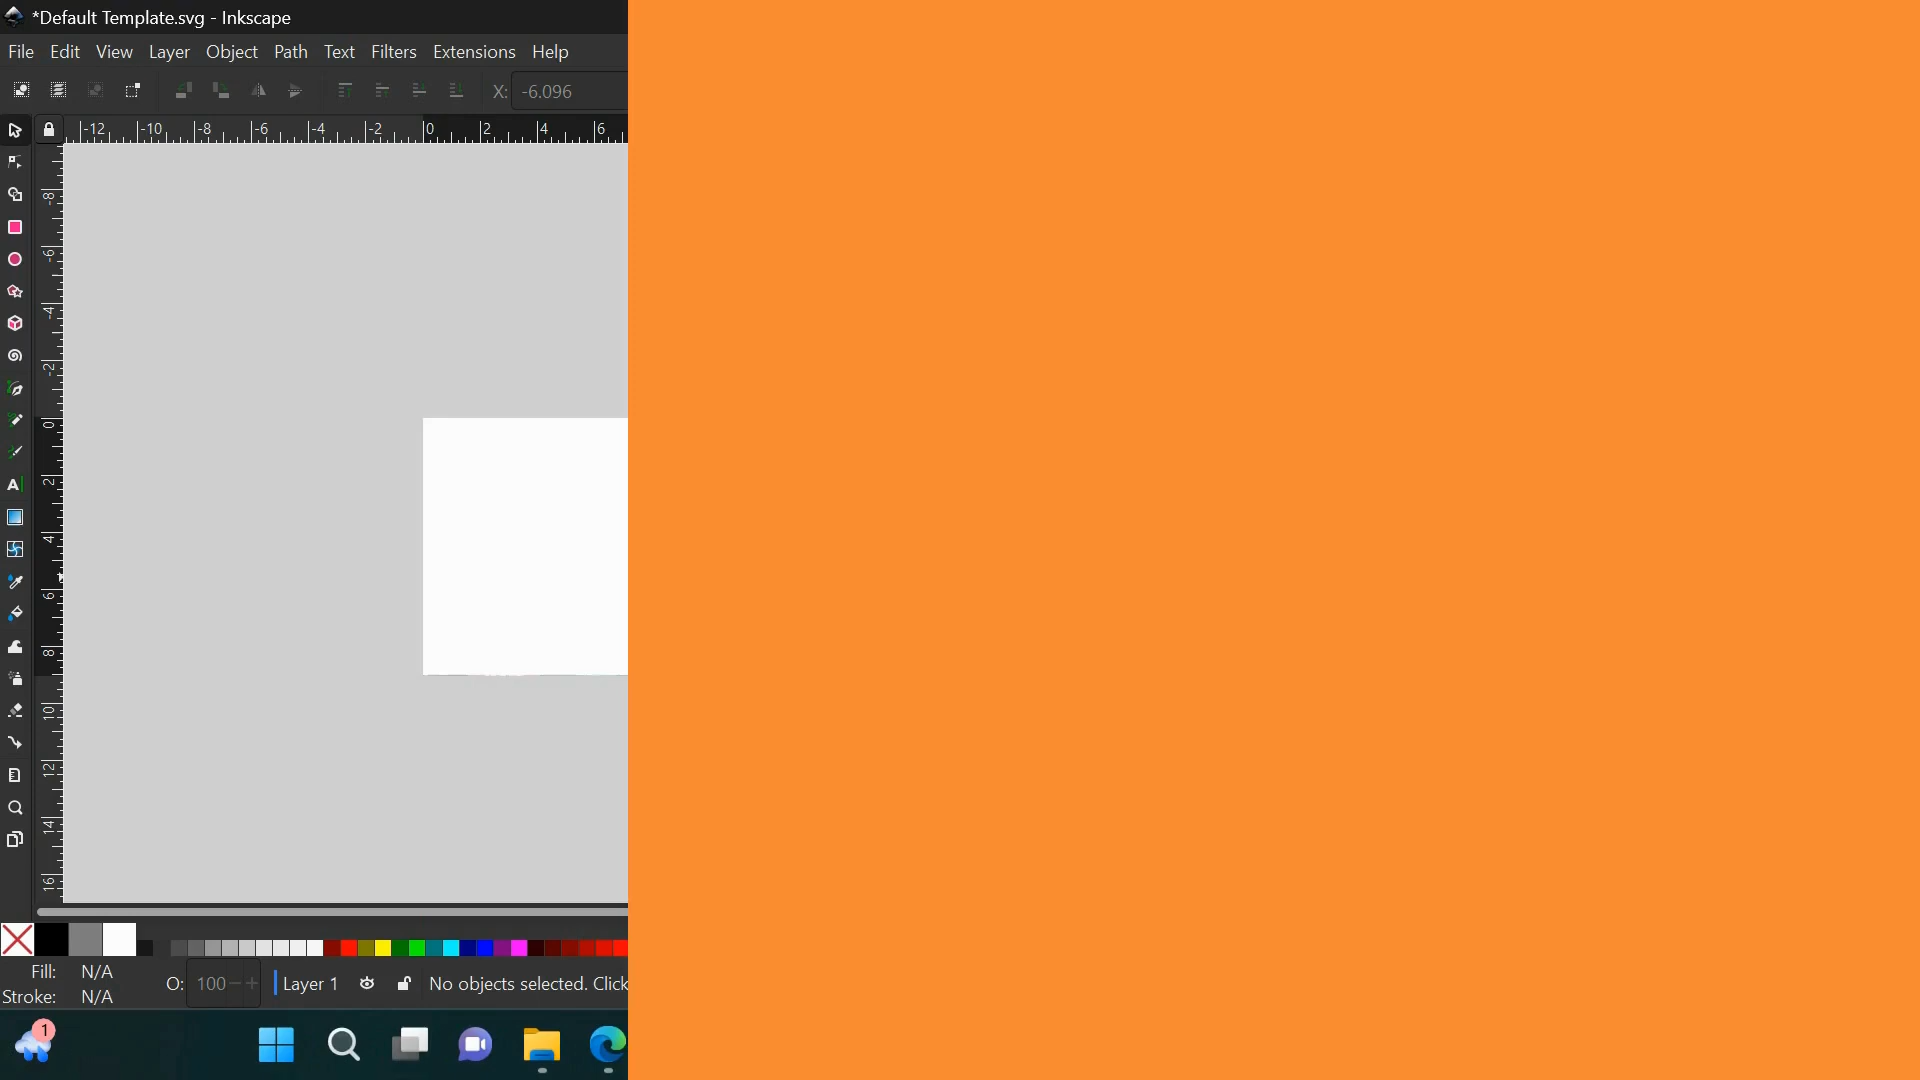 *Default Template.svg - Inkscape
File Edit View Layer Object Path Text Filters Extensions Help
X: -6.096
-12 -10 -8 -6 -4 -2 0 2 4 6
-8
-6
-4
-2
0
2
4
6
8
10
12
14
16
Fill: N/A
O: 100 Layer 1 No objects selected. Click
Stroke: N/A
1